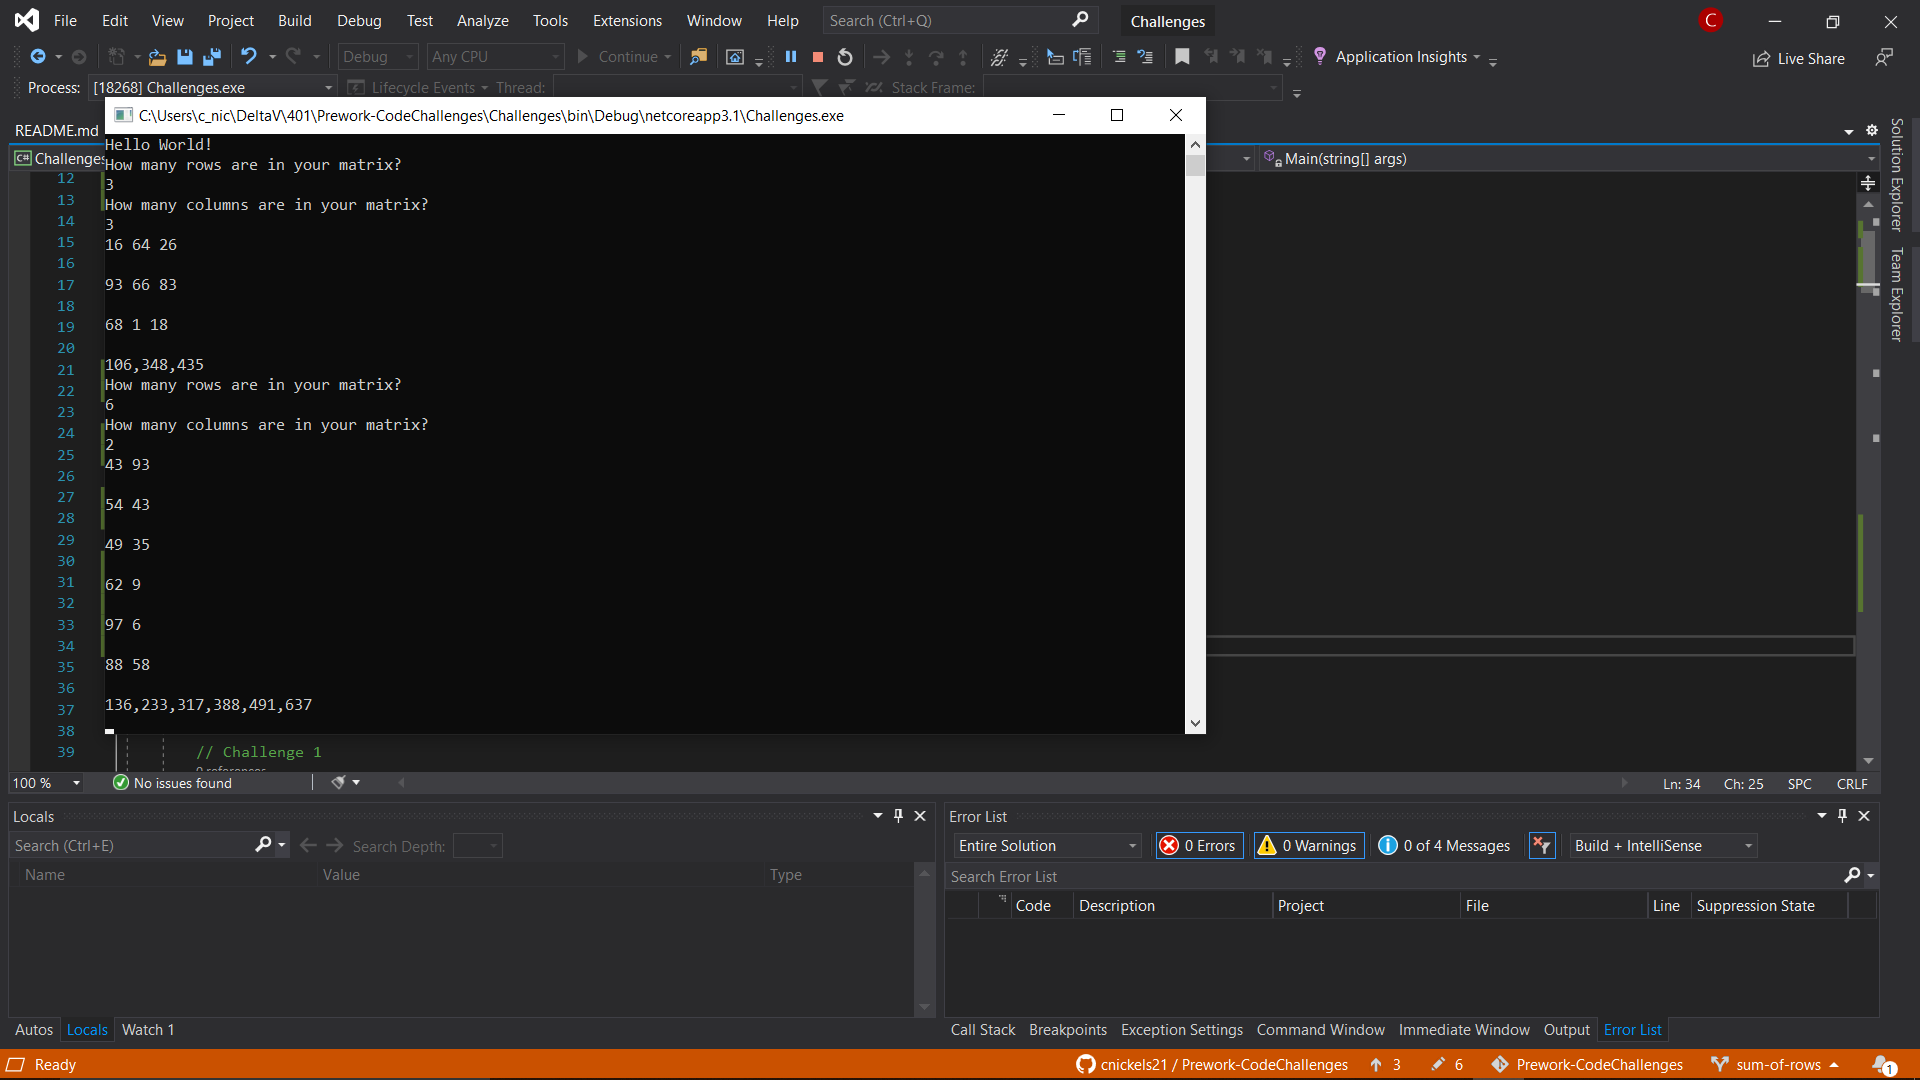 File Edit View Project Build Debug Test Analyze Tools Extensions Window Help Search (Ctrl+Q) Challenges C
Debug Any CPU Continue Application Insights Live Share
Process: [18268] Challenges.exe Lifecycle Events Thread: Stack Frame:
C:\Users\c_nic\DeltaV\401\Prework-CodeChallenges\Challenges\bin\Debug\netcoreapp3.1\Challenges.exe
README.md
C# Challenges
Main(string[] args)
Hello World!
How many rows are in your matrix?
3
How many columns are in your matrix?
3
16 64 26
93 66 83
68 1 18
106,348,435
How many rows are in your matrix?
6
How many columns are in your matrix?
2
43 93
54 43
49 35
62 9
97 6
88 58
136,233,317,388,491,637
12
13
14
15
16
17
18
19
20
21
22
23
24
25
26
27
28
29
30
31
32
33
34
35
36
37
38
39
// Challenge 1
0 references
Solution Explorer
Team Explorer
100 % No issues found Ln: 34 Ch: 25 SPC CRLF
Locals
Search (Ctrl+E) Search Depth:
Name Value Type
Autos Locals Watch 1
Error List
Entire Solution 0 Errors 0 Warnings 0 of 4 Messages Build + IntelliSense
Search Error List
Code Description Project File Line Suppression State
Call Stack Breakpoints Exception Settings Command Window Immediate Window Output Error List
Ready cnickels21 / Prework-CodeChallenges 3 6 Prework-CodeChallenges sum-of-rows 1